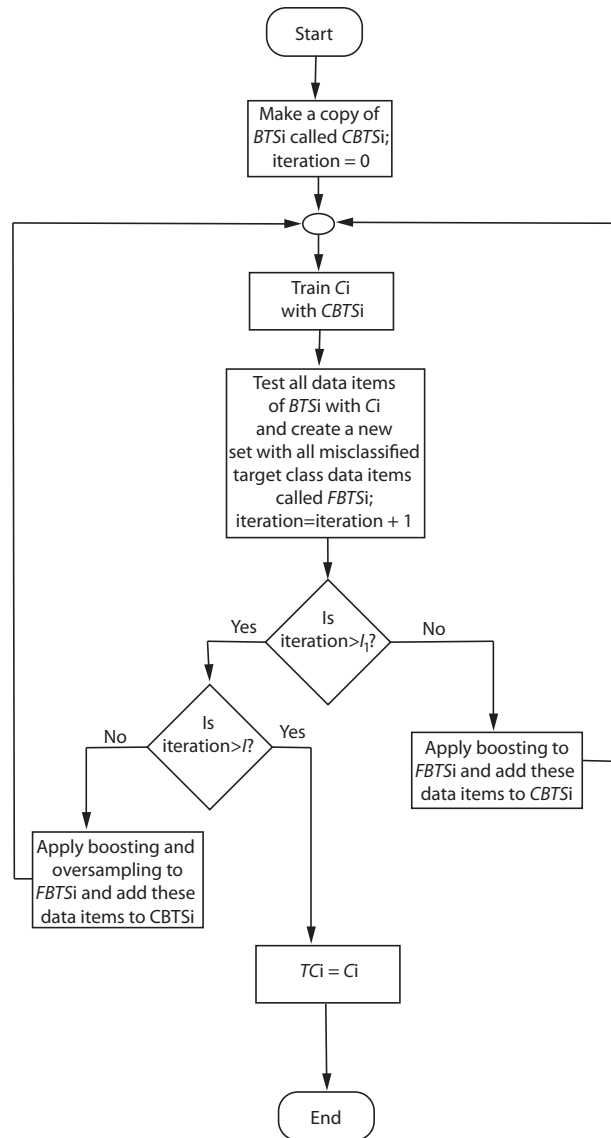 Start
Make a copy of
BTSi called CBTSi;
iteration = 0
Train Ci
with CBTSi
Test all data items
of BTSi with Ci
and create a new
set with all misclassified
target class data items
called FBTSi;
iteration=iteration + 1
Is
iteration>I₁?
Yes
No
Is
iteration>I?
No
Yes
Apply boosting to
FBTSi and add these
data items to CBTSi
Apply boosting and
oversampling to
FBTSi and add these
data items to CBTSi
TCi = Ci
End